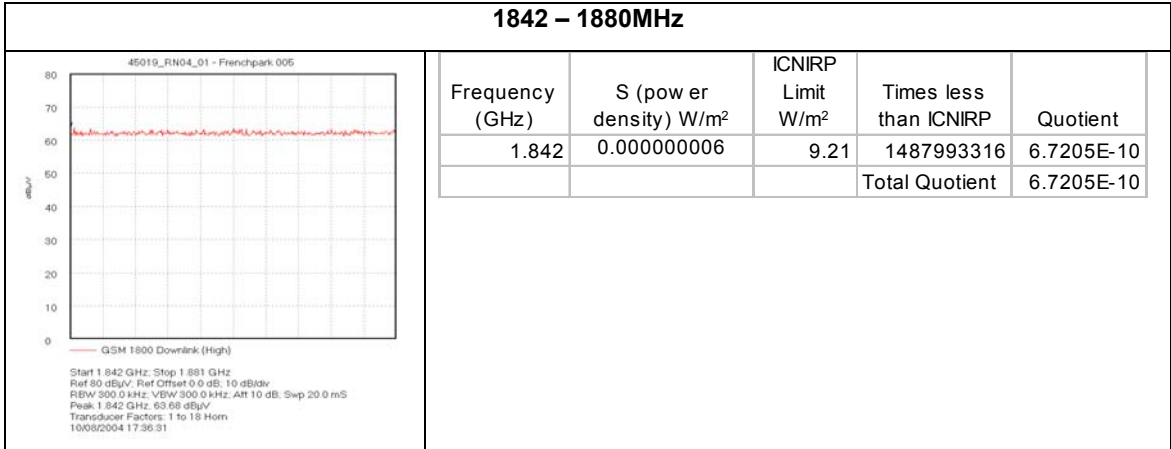 1842 – 1880MHz
45019_RN04_01 - Frenchpark 005
80
70
60
50
40
30
20
10
0
dBµV
GSM 1800 Downlink (High)
Start 1.842 GHz; Stop 1.881 GHz
Ref 80 dBµV; Ref Offset 0.0 dB; 10 dB/div
RBW 300.0 kHz; VBW 300.0 kHz; Att 10 dB; Swp 20.0 mS
Peak 1.842 GHz, 63.68 dBµV
Transducer Factors: 1 to 18 Horn
10/08/2004 17:36:31
Frequency (GHz) S (pow er density) W/m² ICNIRP Limit W/m² Times less than ICNIRP Quotient
1.842 0.000000006 9.21 1487993316 6.7205E-10
Total Quotient 6.7205E-10